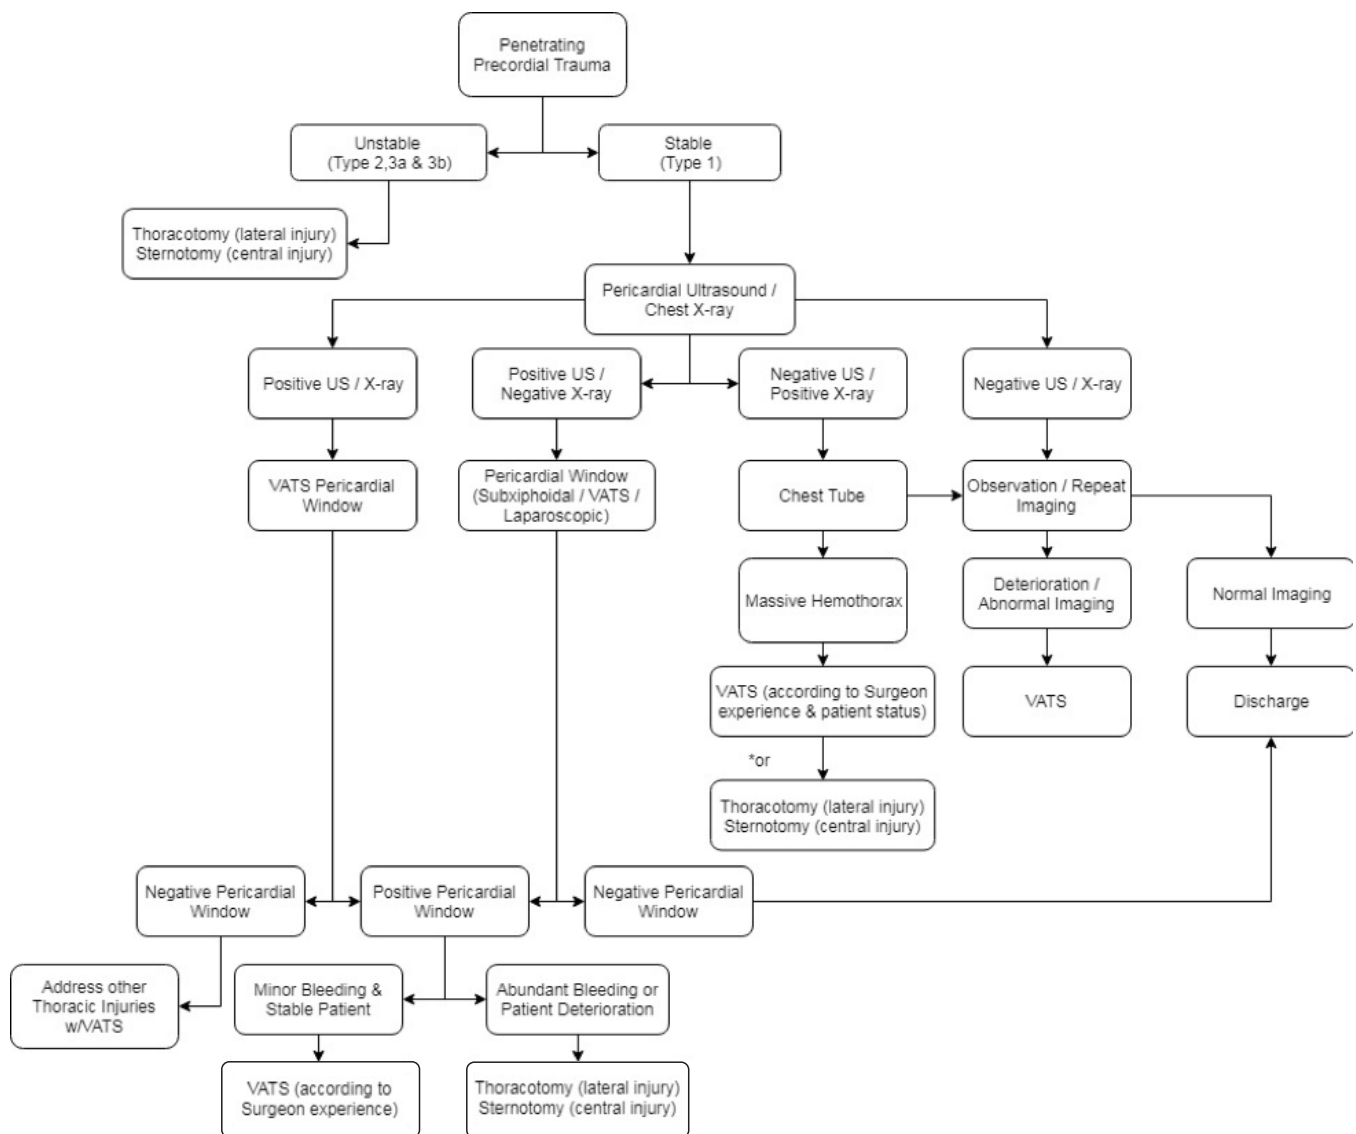 Penetrating
Precordial Trauma
Unstable
(Type 2,3a & 3b)
Stable
(Type 1)
Thoracotomy (lateral injury)
Sternotomy (central injury)
Pericardial Ultrasound /
Chest X-ray
Positive US / X-ray
Positive US /
Negative X-ray
Negative US /
Positive X-ray
Negative US / X-ray
VATS Pericardial
Window
Pericardial Window
(Subxiphoidal / VATS /
Laparoscopic)
Chest Tube
Observation / Repeat
Imaging
Massive Hemothorax
Deterioration /
Abnormal Imaging
Normal Imaging
VATS (according to Surgeon
experience & patient status)
VATS
Discharge
*or
Thoracotomy (lateral injury)
Sternotomy (central injury)
Negative Pericardial
Window
Positive Pericardial
Window
Negative Pericardial
Window
Address other
Thoracic Injuries
w/VATS
Minor Bleeding &
Stable Patient
Abundant Bleeding or
Patient Deterioration
VATS (according to
Surgeon experience)
Thoracotomy (lateral injury)
Sternotomy (central injury)